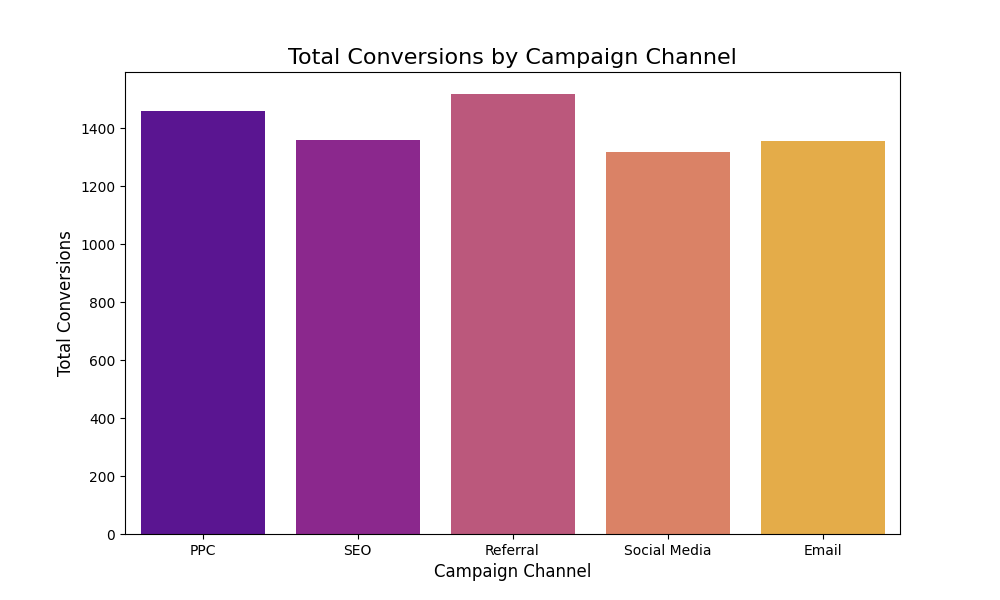 Total Conversions by Campaign Channel
Total Conversions
1400
1200
1000
800
600
400
200
0
PPC SEO Referral Social Media Email
Campaign Channel